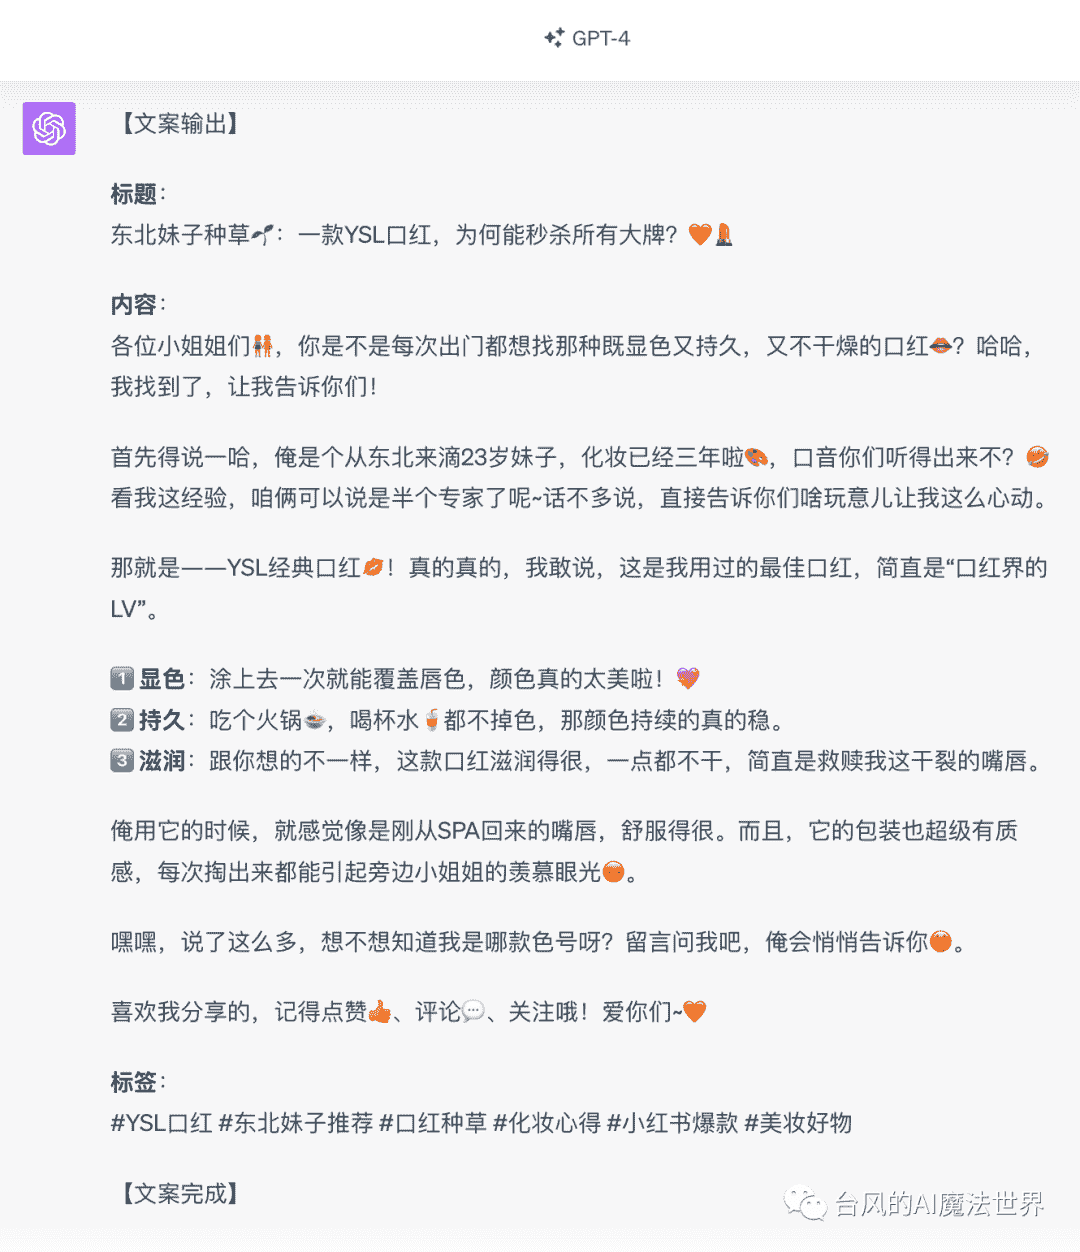 GPT-4
【文案输出】
标题：
东北妹子种草🌱：一款YSL口红，为何能秒杀所有大牌？🧡💄
内容：
各位小姐姐们👭，你是不是每次出门都想找那种既显色又持久，又不干燥的口红👄？哈哈，
我找到了，让我告诉你们！
首先得说一哈，俺是个从东北来滴23岁妹子，化妆已经三年啦🎨，口音你们听得出来不？🤣
看我这经验，咱俩可以说是半个专家了呢~话不多说，直接告诉你们啥玩意儿让我这么心动。
那就是——YSL经典口红💋！真的真的，我敢说，这是我用过的最佳口红，简直是“口红界的
LV”。
1️⃣ 显色：涂上去一次就能覆盖唇色，颜色真的太美啦！💖
2️⃣ 持久：吃个火锅🍲，喝杯水🥤都不掉色，那颜色持续的真的稳。
3️⃣ 滋润：跟你想的不一样，这款口红滋润得很，一点都不干，简直是救赎我这干裂的嘴唇。
俺用它的时候，就感觉像是刚从SPA回来的嘴唇，舒服得很。而且，它的包装也超级有质
感，每次掏出来都能引起旁边小姐姐的羡慕眼光。
嘿嘿，说了这么多，想不想知道我是哪款色号呀？留言问我吧，俺会悄悄告诉你。
喜欢我分享的，记得点赞👍、评论💬、关注哦！爱你们~🧡
标签：
#YSL口红 #东北妹子推荐 #口红种草 #化妆心得 #小红书爆款 #美妆好物
【文案完成】
台风的AI魔法世界